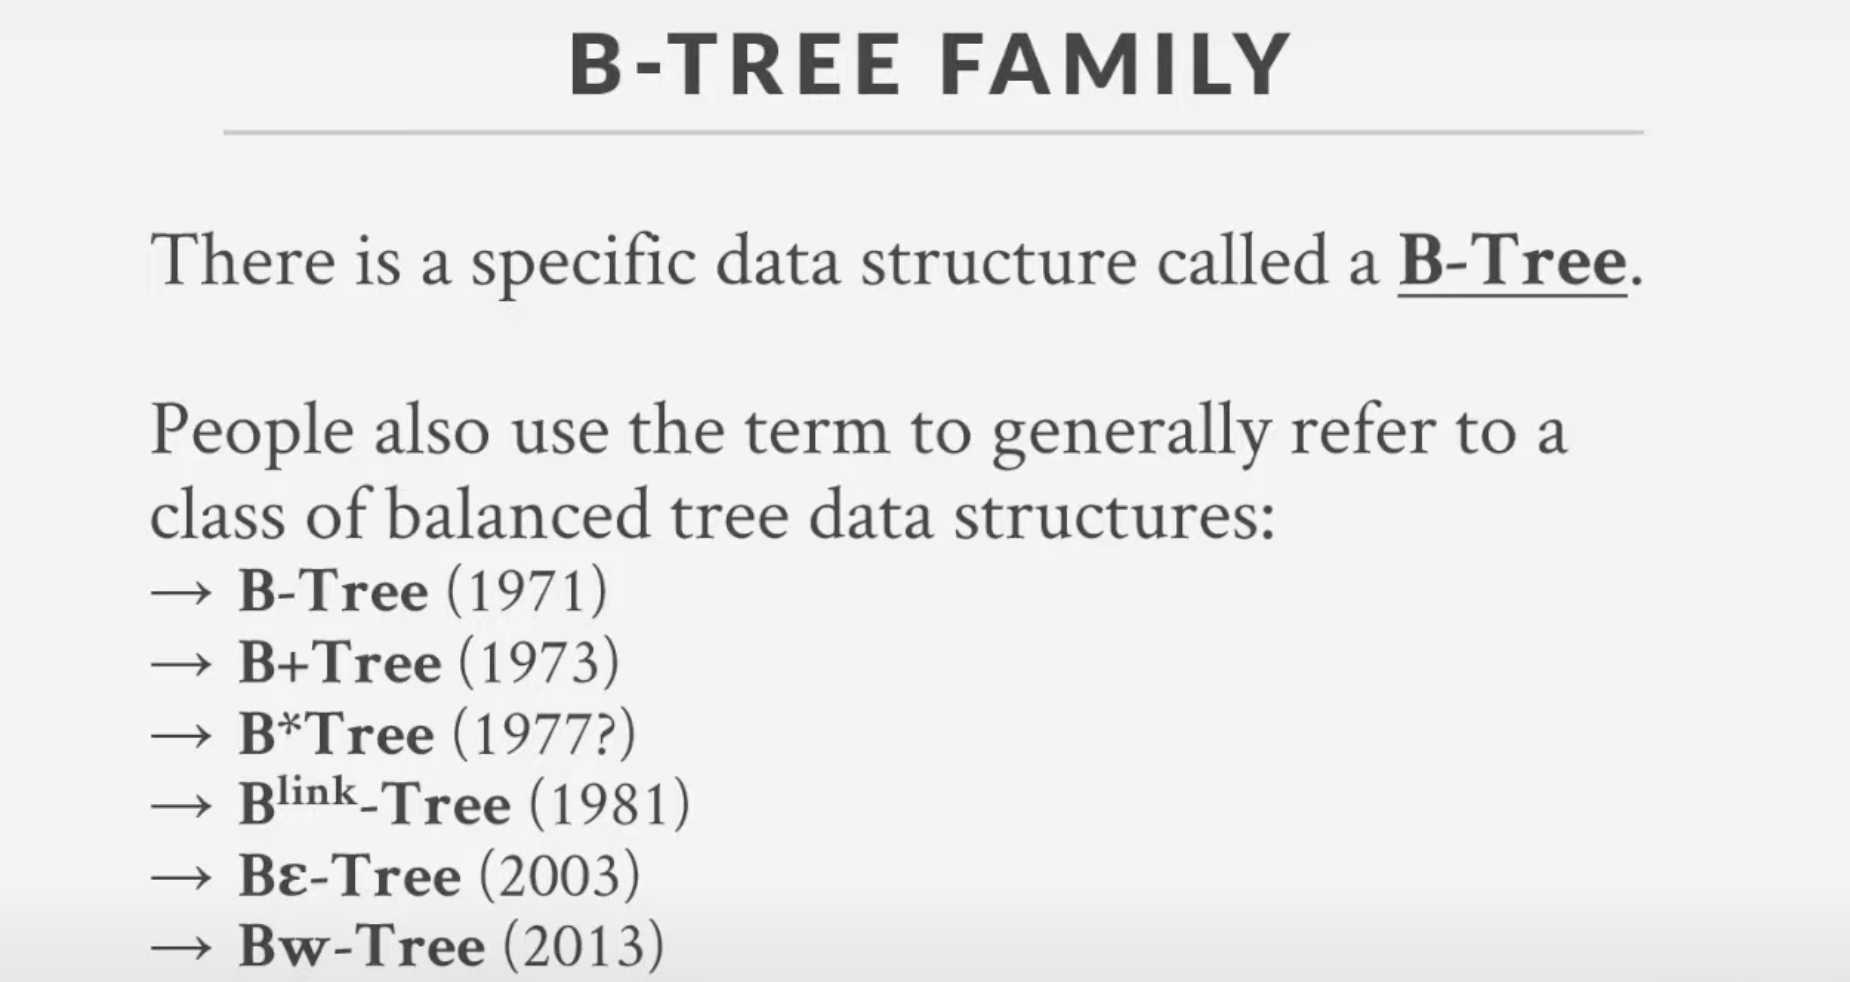 B-TREE FAMILY
There is a specific data structure called a B-Tree.
People also use the term to generally refer to a
class of balanced tree data structures:
→ B-Tree (1971)
→ B+Tree (1973)
→ B*Tree (1977?)
→ Blink-Tree (1981)
→ Bε-Tree (2003)
→ Bw-Tree (2013)